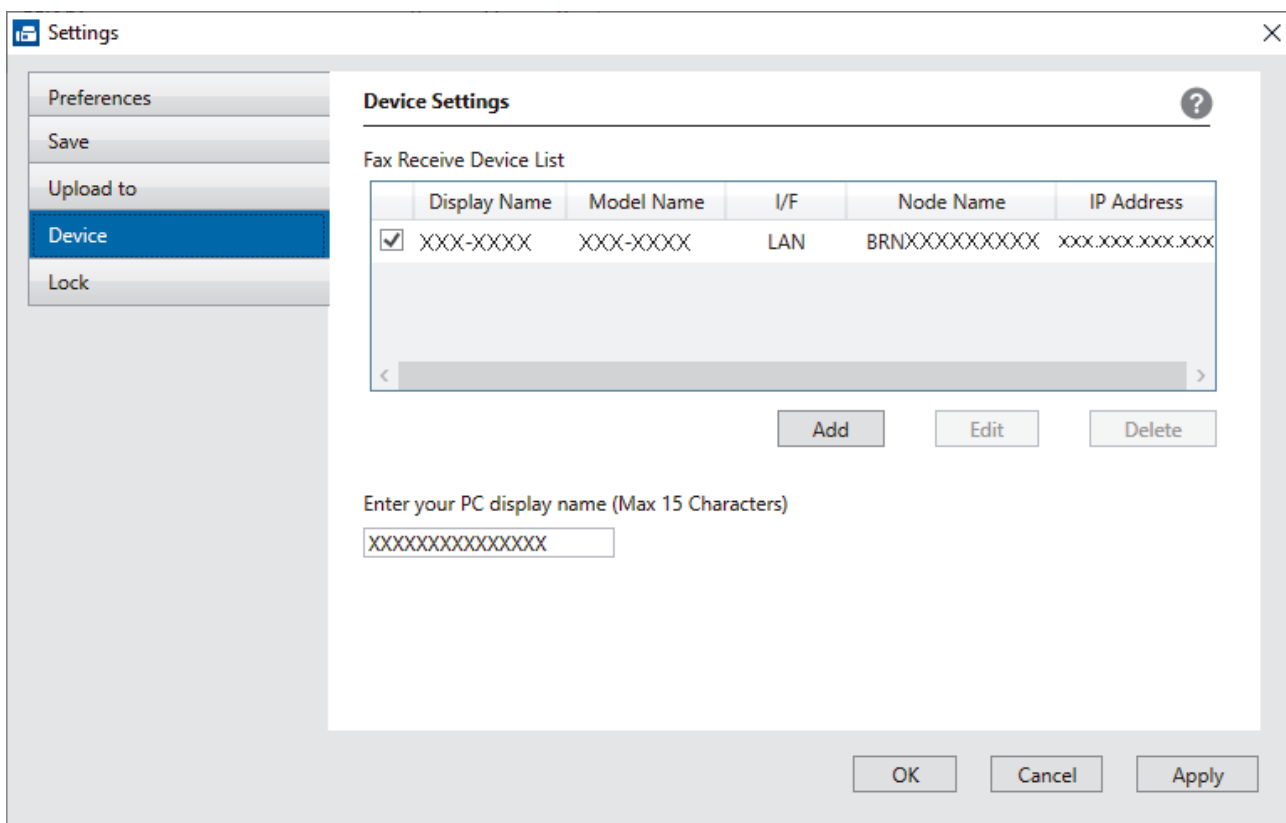 Settings
Preferences
Save
Upload to
Device
Lock
Device Settings
Fax Receive Device List
Display Name Model Name I/F Node Name IP Address
XXX-XXXX XXX-XXXX LAN BRNXXXXXXXXX XXX.XXX.XXX.XXX
Add Edit Delete
Enter your PC display name (Max 15 Characters)
XXXXXXXXXXXXXXX
OK Cancel Apply